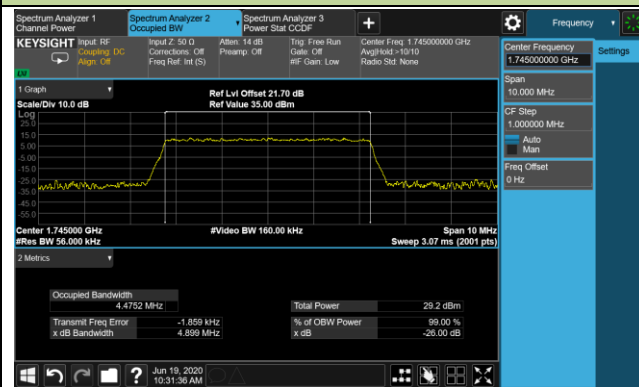 Spectrum Analyzer 1
Channel Power
Spectrum Analyzer 2
Occupied BW
Spectrum Analyzer 3
Power Stat CCDF
+
Frequency
KEYSIGHT
Input: RF
Coupling: DC
Align: Off
Input Z: 50 Ω
Corrections: Off
Freq Ref: Int (S)
Atten: 14 dB
Preamp: Off
Trig: Free Run
Gate: Off
#IF Gain: Low
Center Freq: 1.745000000 GHz
Avg|Hold:>10/10
Radio Std: None
Center Frequency
1.745000000 GHz
Settings
Span
10.000 MHz
CF Step
1.000000 MHz
Auto
Man
Freq Offset
0 Hz
1 Graph
Scale/Div 10.0 dB
Ref Lvl Offset 21.70 dB
Ref Value 35.00 dBm
Log
25.0
15.0
5.00
-5.00
-15.0
-25.0
-35.0
-45.0
-55.0
Center 1.745000 GHz
#Res BW 56.000 kHz
#Video BW 160.00 kHz
Span 10 MHz
Sweep 3.07 ms (2001 pts)
2 Metrics
Occupied Bandwidth
4.4752 MHz
Total Power
29.2 dBm
Transmit Freq Error
-1.859 kHz
% of OBW Power
99.00 %
x dB Bandwidth
4.899 MHz
x dB
-26.00 dB
?
Jun 19, 2020
10:31:36 AM